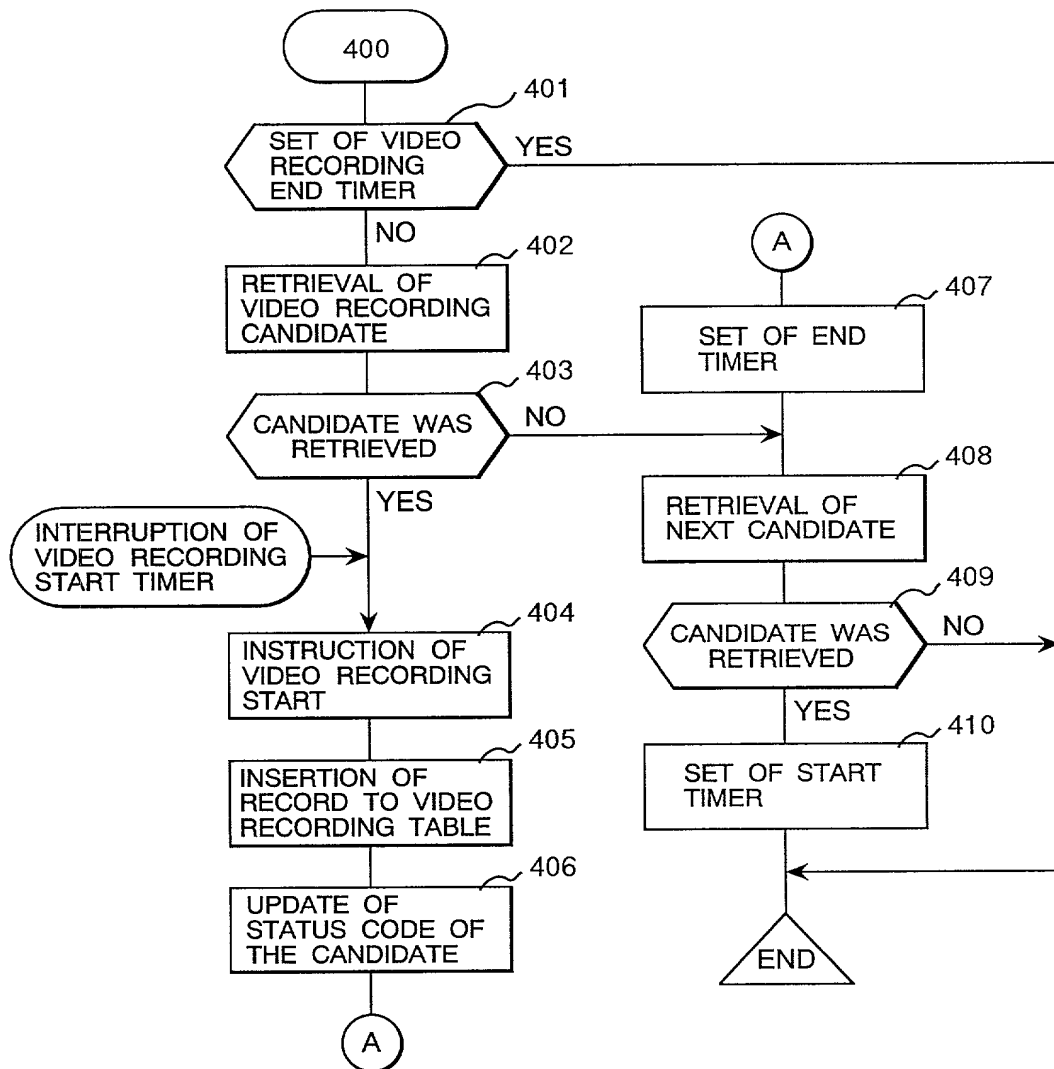 400
401
SET OF VIDEO
RECORDING
END TIMER
YES
NO
402
RETRIEVAL OF
VIDEO RECORDING
CANDIDATE
403
CANDIDATE WAS
RETRIEVED
NO
YES
INTERRUPTION OF
VIDEO RECORDING
START TIMER
404
INSTRUCTION OF
VIDEO RECORDING
START
405
INSERTION OF
RECORD TO VIDEO
RECORDING TABLE
406
UPDATE OF
STATUS CODE OF
THE CANDIDATE
A
A
407
SET OF END
TIMER
408
RETRIEVAL OF
NEXT CANDIDATE
409
CANDIDATE WAS
RETRIEVED
NO
YES
410
SET OF START
TIMER
END